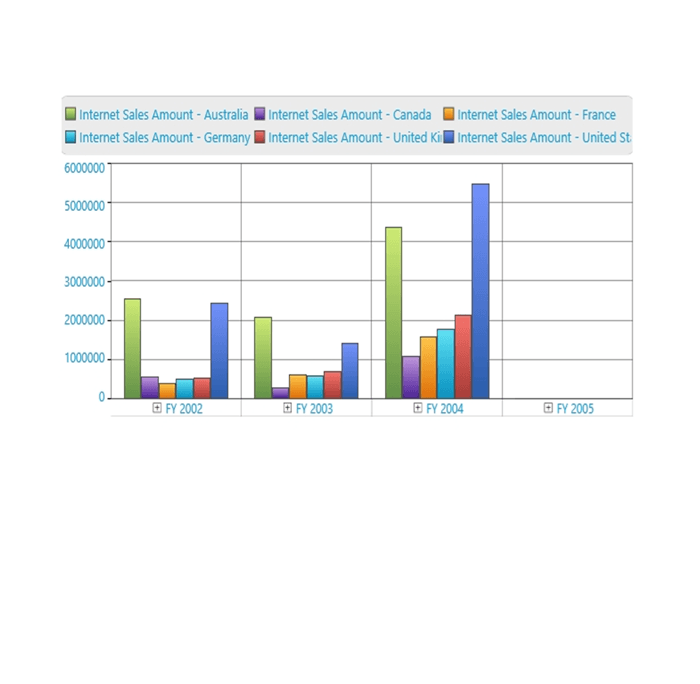 Internet Sales Amount - Australia Internet Sales Amount - Canada Internet Sales Amount - France
Internet Sales Amount - Germany Internet Sales Amount - United Ki Internet Sales Amount - United St
6000000
5000000
4000000
3000000
2000000
1000000
0
FY 2002 FY 2003 FY 2004 FY 2005